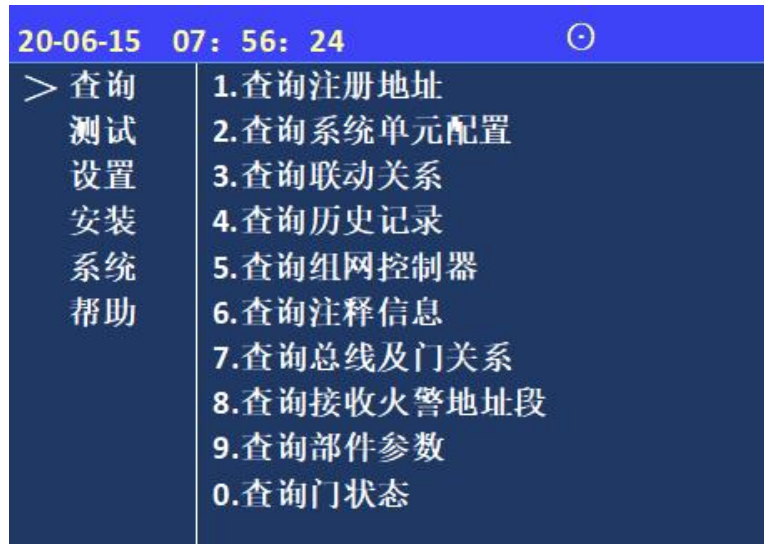 20-06-15 07：56：24
＞ 查询 1.查询注册地址
测试 2.查询系统单元配置
设置 3.查询联动关系
安装 4.查询历史记录
系统 5.查询组网控制器
帮助 6.查询注释信息
7.查询总线及门关系
8.查询接收火警地址段
9.查询部件参数
0.查询门状态